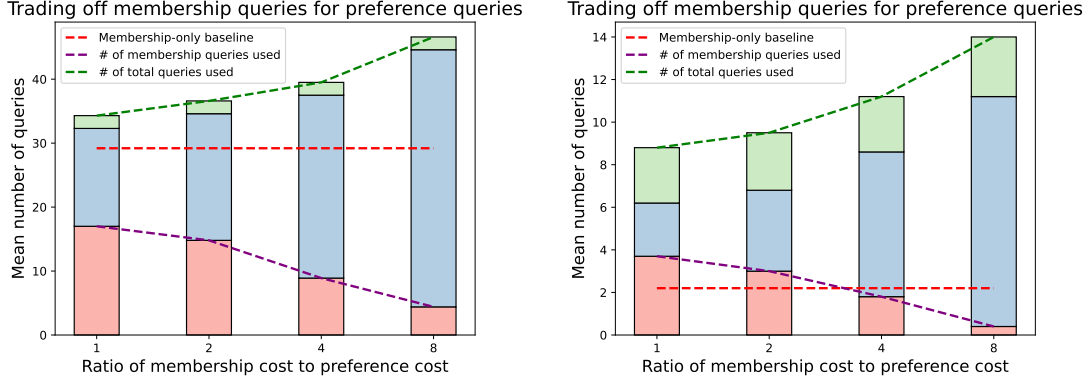 Trading off membership queries for preference queries
Membership-only baseline
# of membership queries used
# of total queries used
Mean number of queries
40
30
20
10
0
1 2 4 8
Ratio of membership cost to preference cost
Trading off membership queries for preference queries
Membership-only baseline
# of membership queries used
# of total queries used
Mean number of queries
14
12
10
8
6
4
2
0
1 2 4 8
Ratio of membership cost to preference cost